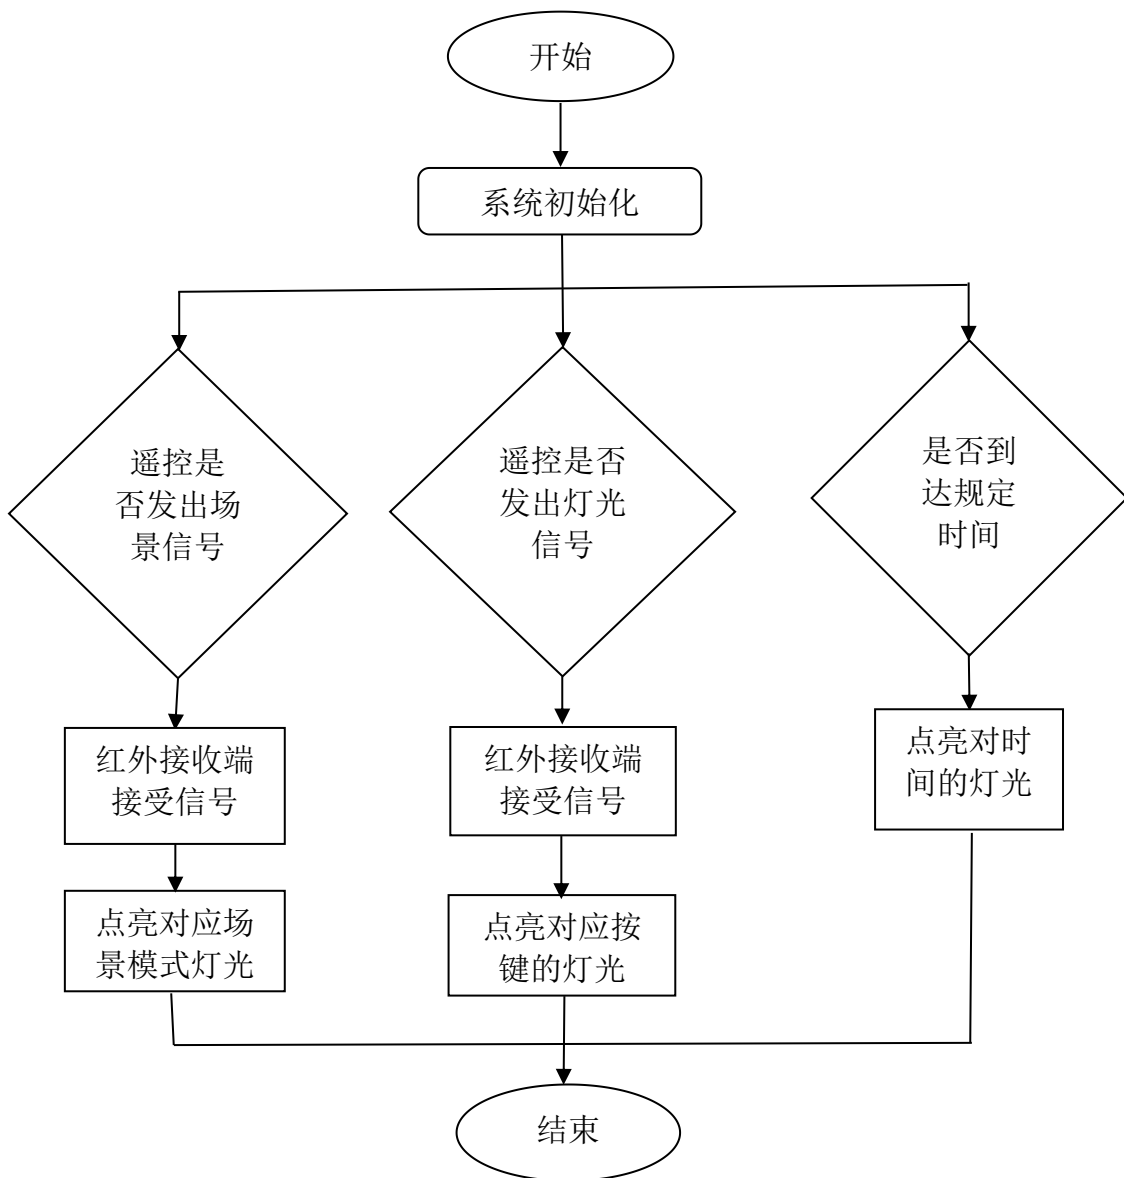 开始
系统初始化
遥控是
否发出场
景信号
遥控是否
发出灯光
信号
是否到
达规定
时间
红外接收端
接受信号
红外接收端
接受信号
点亮对时
间的灯光
点亮对应场
景模式灯光
点亮对应按
键的灯光
结束